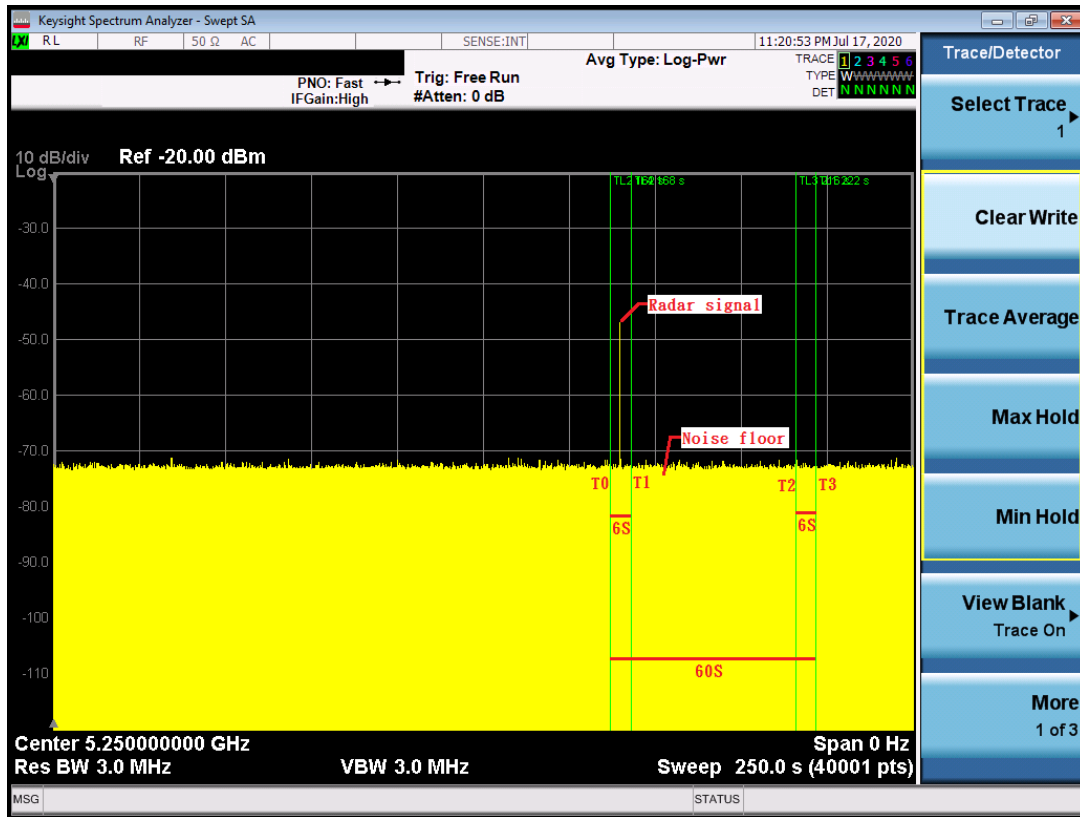 Keysight Spectrum Analyzer - Swept SA
LXI RL RF 50 Ω AC SENSE:INT 11:20:53 PM Jul 17, 2020
Avg Type: Log-Pwr TRACE 1 2 3 4 5 6
PNO: Fast Trig: Free Run TYPE WWWWWW
IFGain:High #Atten: 0 dB DET N N N N N N
10 dB/div Ref -20.00 dBm
Log
TL2 168 s TL3 222 s
-30.0
-40.0
Radar signal
-50.0
-60.0
Noise floor
-70.0
T0 T1 T2 T3
-80.0
6S 6S
-90.0
-100
60S
-110
Center 5.250000000 GHz Span 0 Hz
Res BW 3.0 MHz VBW 3.0 MHz Sweep 250.0 s (40001 pts)
MSG STATUS
Trace/Detector
Select Trace
1
Clear Write
Trace Average
Max Hold
Min Hold
View Blank
Trace On
More
1 of 3